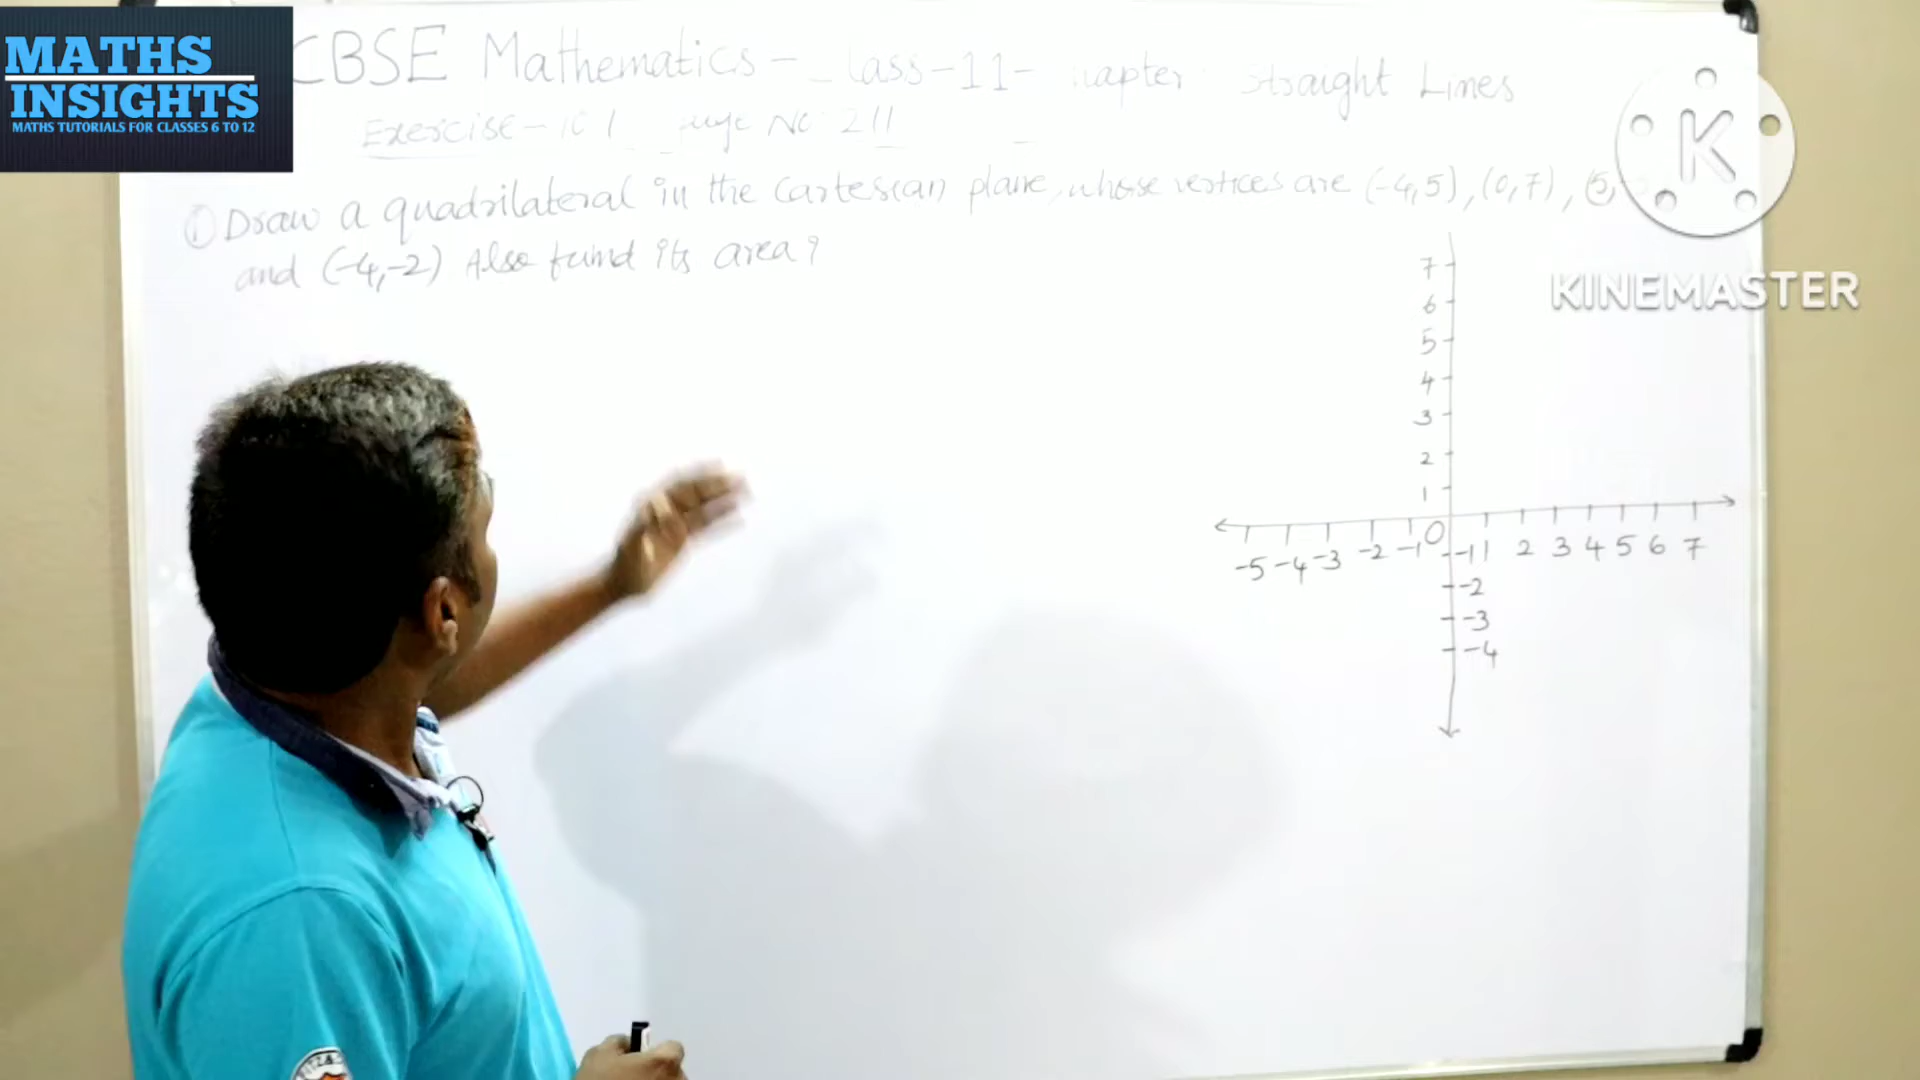 MATHS
INSIGHTS
MATHS TUTORIALS FOR CLASSES 6 TO 12
CBSE Mathematics - lass-11- hapter Straight Lines
Exercise - 10.1 No 211
① Draw a quadrilateral in the Cartesian plane, whose vertices are (-4,5), (0,7), (5,
and (-4,-2) Also find its area?
K
KINEMASTER
7
6
5
4
3
2
1
-5 -4 -3 -2 -1 O 1 2 3 4 5 6 7
-1
-2
-3
-4